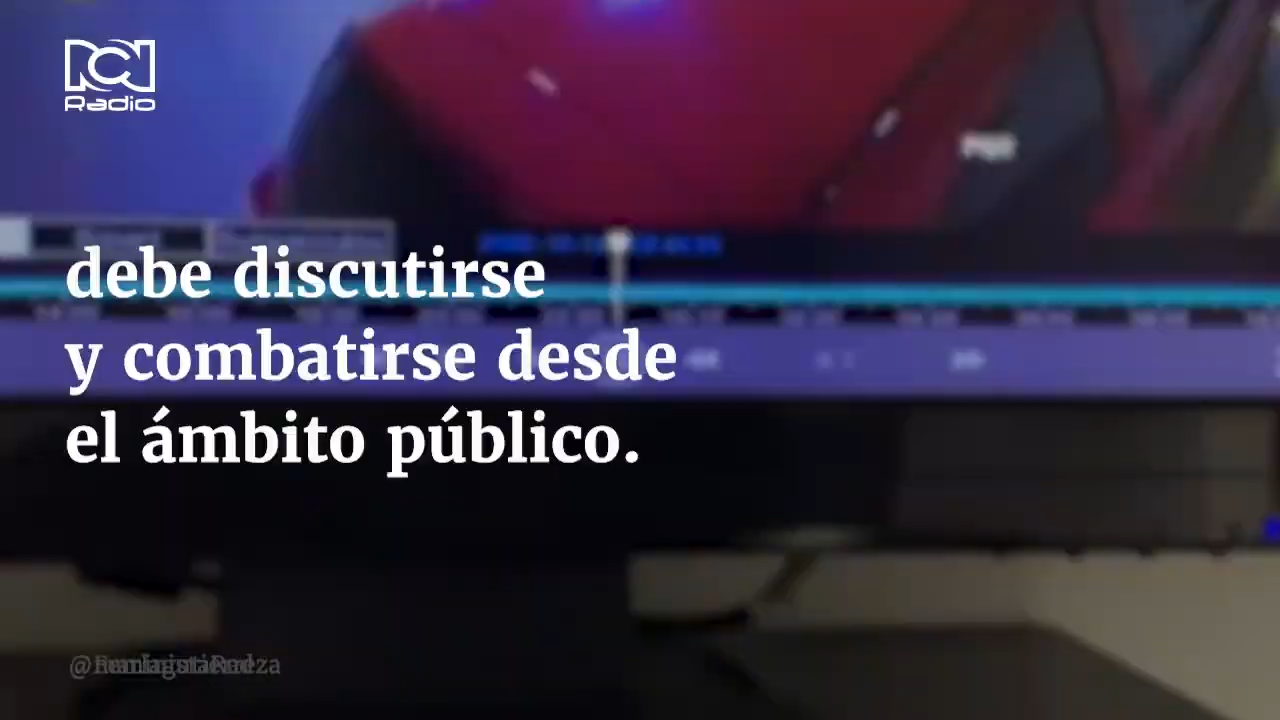 RCN
Radio
debe discutirse
y combatirse desde
el ámbito público.